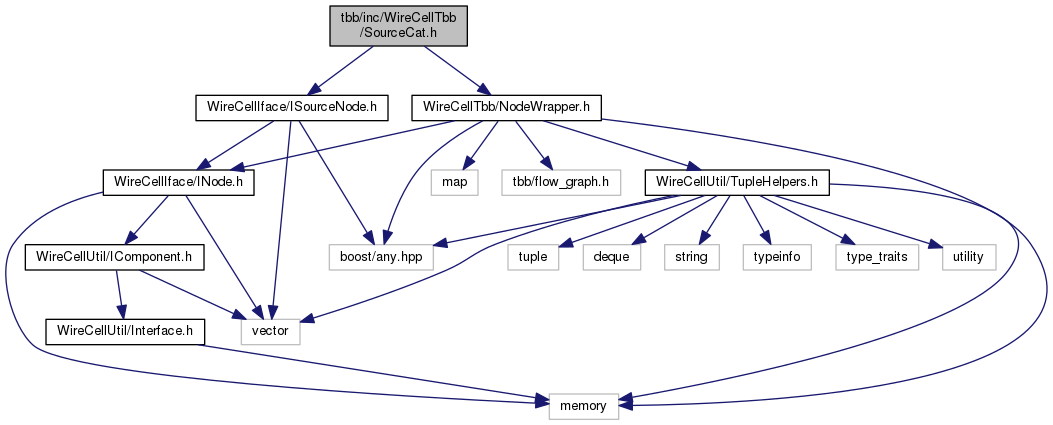 tbb/inc/WireCellTbb
/SourceCat.h
WireCellIface/ISourceNode.h
WireCellTbb/NodeWrapper.h
WireCellIface/INode.h
map
tbb/flow_graph.h
WireCellUtil/TupleHelpers.h
WireCellUtil/IComponent.h
boost/any.hpp
tuple
deque
string
typeinfo
type_traits
utility
WireCellUtil/Interface.h
vector
memory